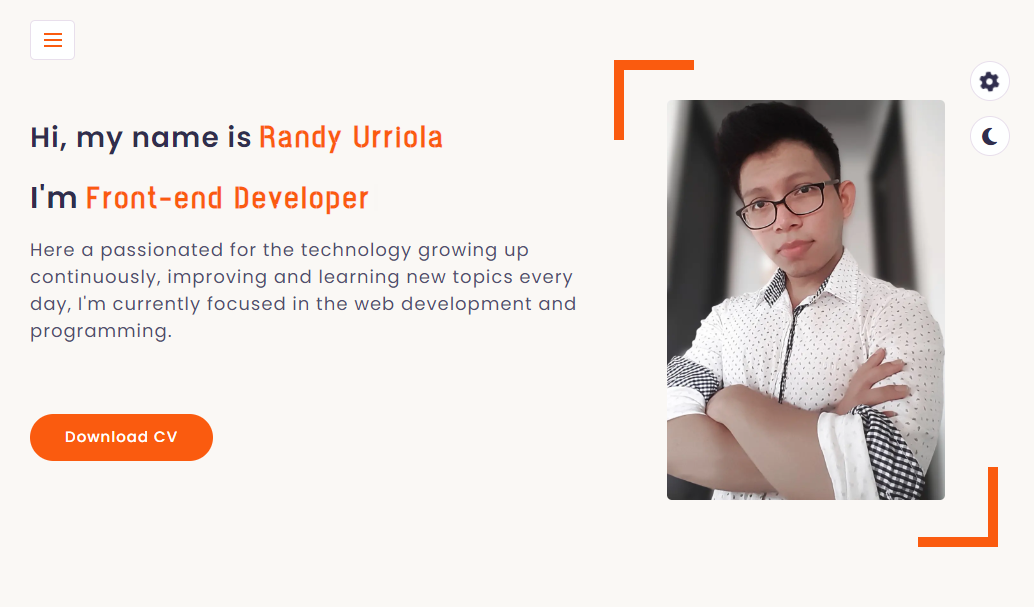 Hi, my name is Randy Urriola
I'm Front-end Developer
Here a passionated for the technology growing up
continuously, improving and learning new topics every
day, I'm currently focused in the web development and
programming.
Download CV